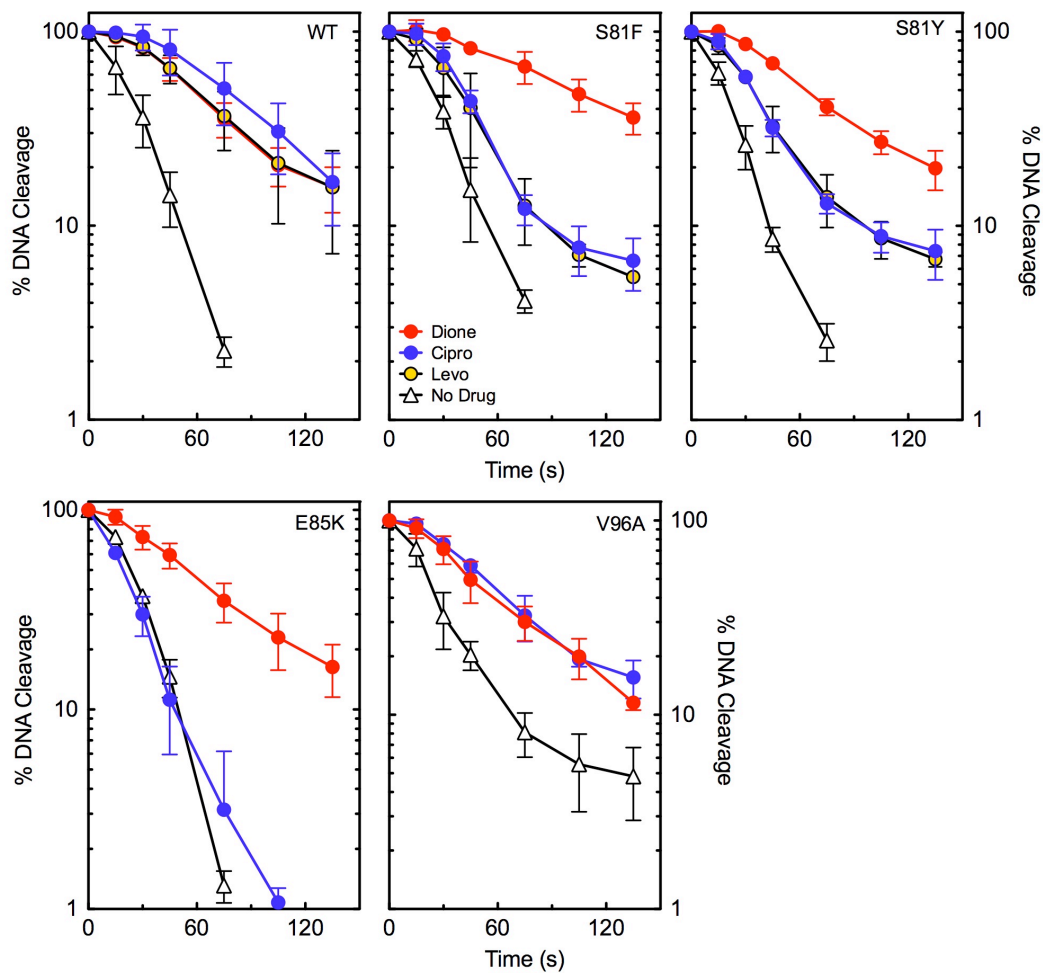 WT
S81F
S81Y
100
10
1
% DNA Cleavage
0 60 120
Dione
Cipro
Levo
No Drug
0 60 120
Time (s)
0 60 120
100
10
1
% DNA Cleavage
E85K
V96A
100
10
1
% DNA Cleavage
0 60 120
0 60 120
Time (s)
100
10
1
% DNA Cleavage